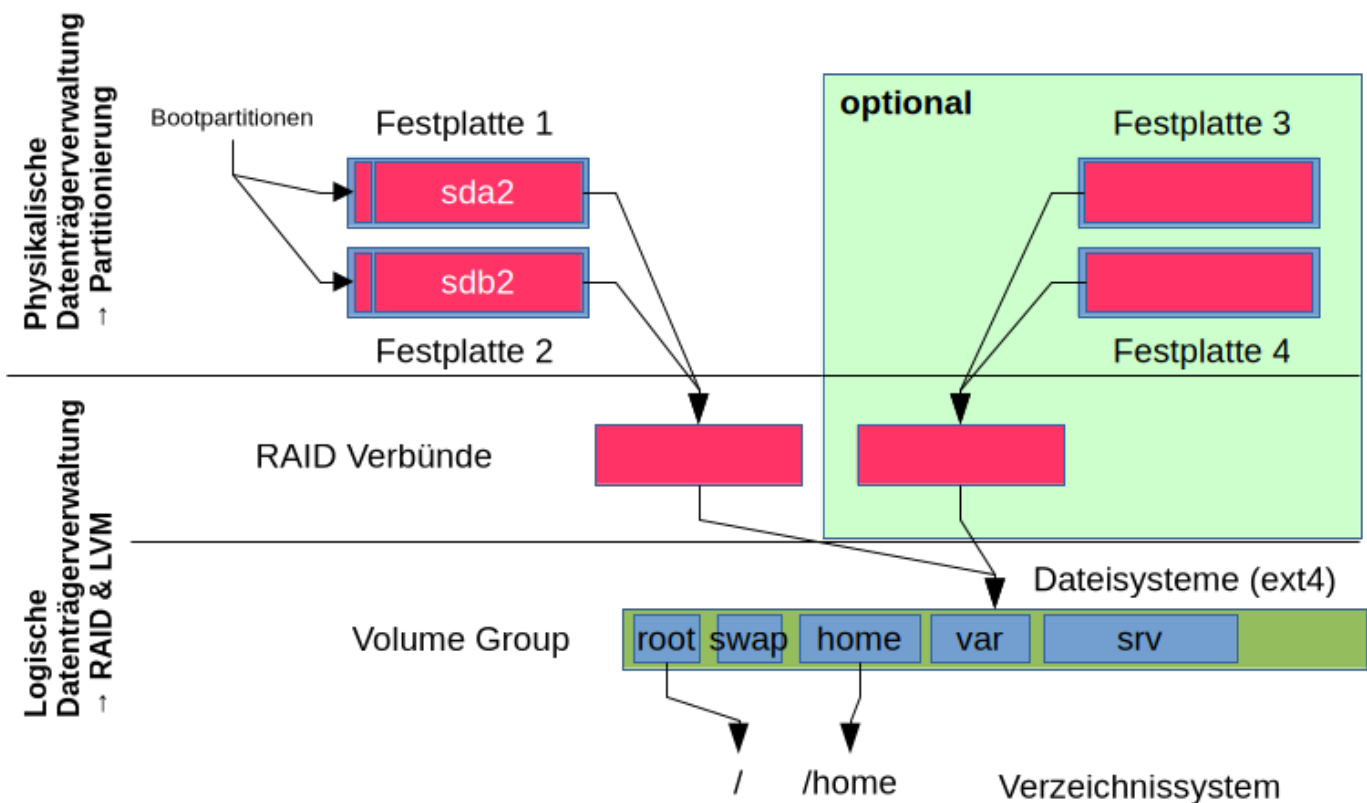 Physikalische
Datenträgerverwaltung
→ Partitionierung
Bootpartitionen
Festplatte 1
sda2
sdb2
Festplatte 2
optional
Festplatte 3
Festplatte 4
Logische
Datenträgerverwaltung
→ RAID & LVM
RAID Verbünde
Dateisysteme (ext4)
Volume Group
root
swap
home
var
srv
/
/home
Verzeichnissystem